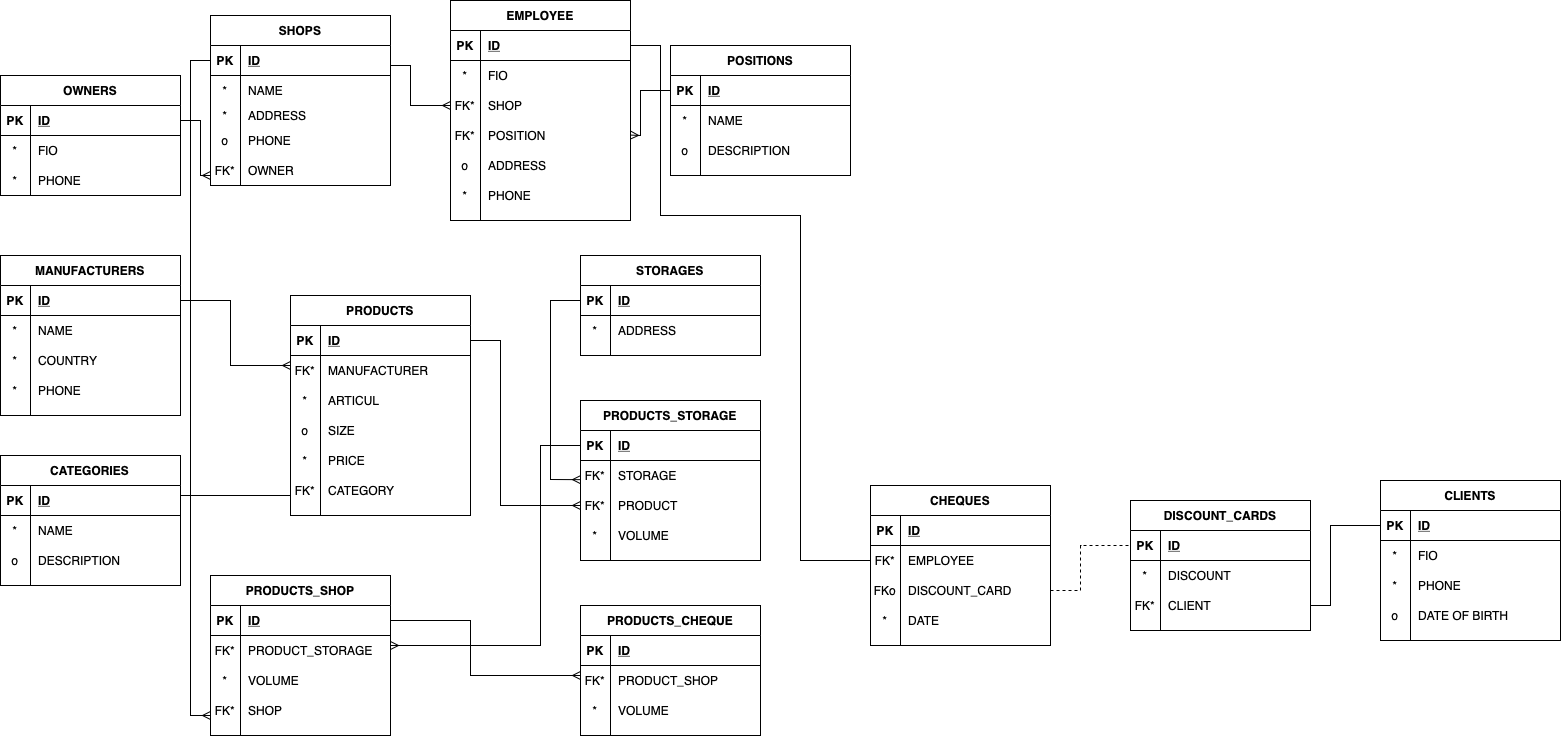 SHOPS
PK ID
* NAME
* ADDRESS
o PHONE
FK* OWNER
EMPLOYEE
PK ID
* FIO
FK* SHOP
FK* POSITION
o ADDRESS
* PHONE
POSITIONS
PK ID
* NAME
o DESCRIPTION
OWNERS
PK ID
* FIO
* PHONE
MANUFACTURERS
PK ID
* NAME
* COUNTRY
* PHONE
PRODUCTS
PK ID
FK* MANUFACTURER
* ARTICUL
o SIZE
* PRICE
FK* CATEGORY
STORAGES
PK ID
* ADDRESS
PRODUCTS_STORAGE
PK ID
FK* STORAGE
FK* PRODUCT
* VOLUME
CATEGORIES
PK ID
* NAME
o DESCRIPTION
PRODUCTS_SHOP
PK ID
FK* PRODUCT_STORAGE
* VOLUME
FK* SHOP
PRODUCTS_CHEQUE
PK ID
FK* PRODUCT_SHOP
* VOLUME
CHEQUES
PK ID
FK* EMPLOYEE
FKo DISCOUNT_CARD
* DATE
DISCOUNT_CARDS
PK ID
* DISCOUNT
FK* CLIENT
CLIENTS
PK ID
* FIO
* PHONE
o DATE OF BIRTH